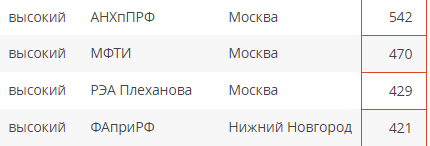 высокий АНХпПРФ Москва 542
высокий МФТИ Москва 470
высокий РЭА Плеханова Москва 429
высокий ФАприРФ Нижний Новгород 421